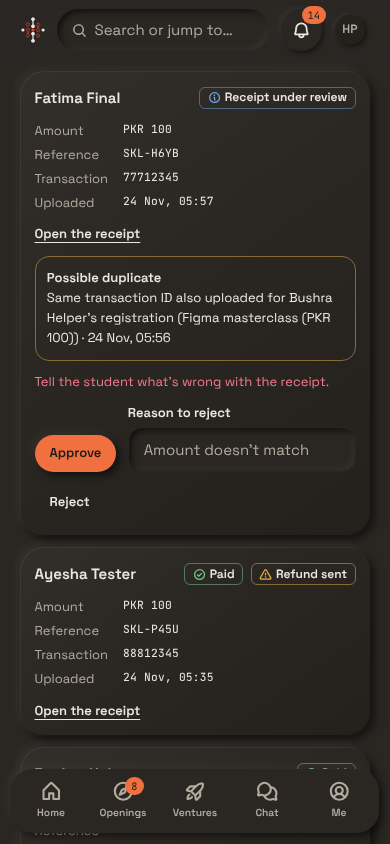 14
Search or jump to...
HP
Fatima Final
Receipt under review
Amount PKR 100
Reference SKL-H6YB
Transaction 77712345
Uploaded 24 Nov, 05:57
Open the receipt
Possible duplicate
Same transaction ID also uploaded for Bushra
Helper's registration (Figma masterclass (PKR
100)) · 24 Nov, 05:56
Tell the student what's wrong with the receipt.
Reason to reject
Approve
Amount doesn't match
Reject
Ayesha Tester
Paid
Refund sent
Amount PKR 100
Reference SKL-P45U
Transaction 88812345
Uploaded 24 Nov, 05:35
Open the receipt
8
Home Openings Ventures Chat Me
Reference